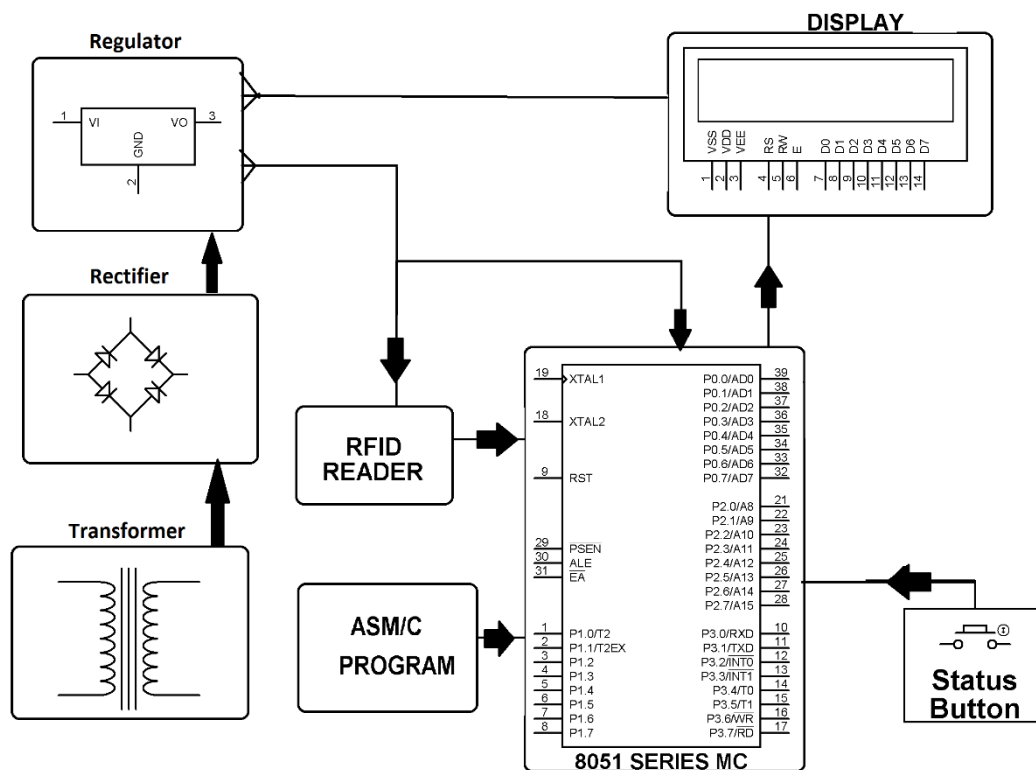 DISPLAY
Regulator
1
VI
VO
3
GND
2
VSS
VDD
VEE
RS
RW
E
D0
D1
D2
D3
D4
D5
D6
D7
1
2
3
4
5
6
7
8
9
10
11
12
13
14
Rectifier
RFID
READER
Transformer
ASM/C
PROGRAM
19
XTAL1
18
XTAL2
9
RST
29
PSEN
30
ALE
31
EA
1
P1.0/T2
2
P1.1/T2EX
3
P1.2
4
P1.3
5
P1.4
6
P1.5
7
P1.6
8
P1.7
P0.0/AD0
39
P0.1/AD1
38
P0.2/AD2
37
P0.3/AD3
36
P0.4/AD4
35
P0.5/AD5
34
P0.6/AD6
33
P0.7/AD7
32
P2.0/A8
21
P2.1/A9
22
P2.2/A10
23
P2.3/A11
24
P2.4/A12
25
P2.5/A13
26
P2.6/A14
27
P2.7/A15
28
P3.0/RXD
10
P3.1/TXD
11
P3.2/INT0
12
P3.3/INT1
13
P3.4/T0
14
P3.5/T1
15
P3.6/WR
16
P3.7/RD
17
8051 SERIES MC
Status
Button